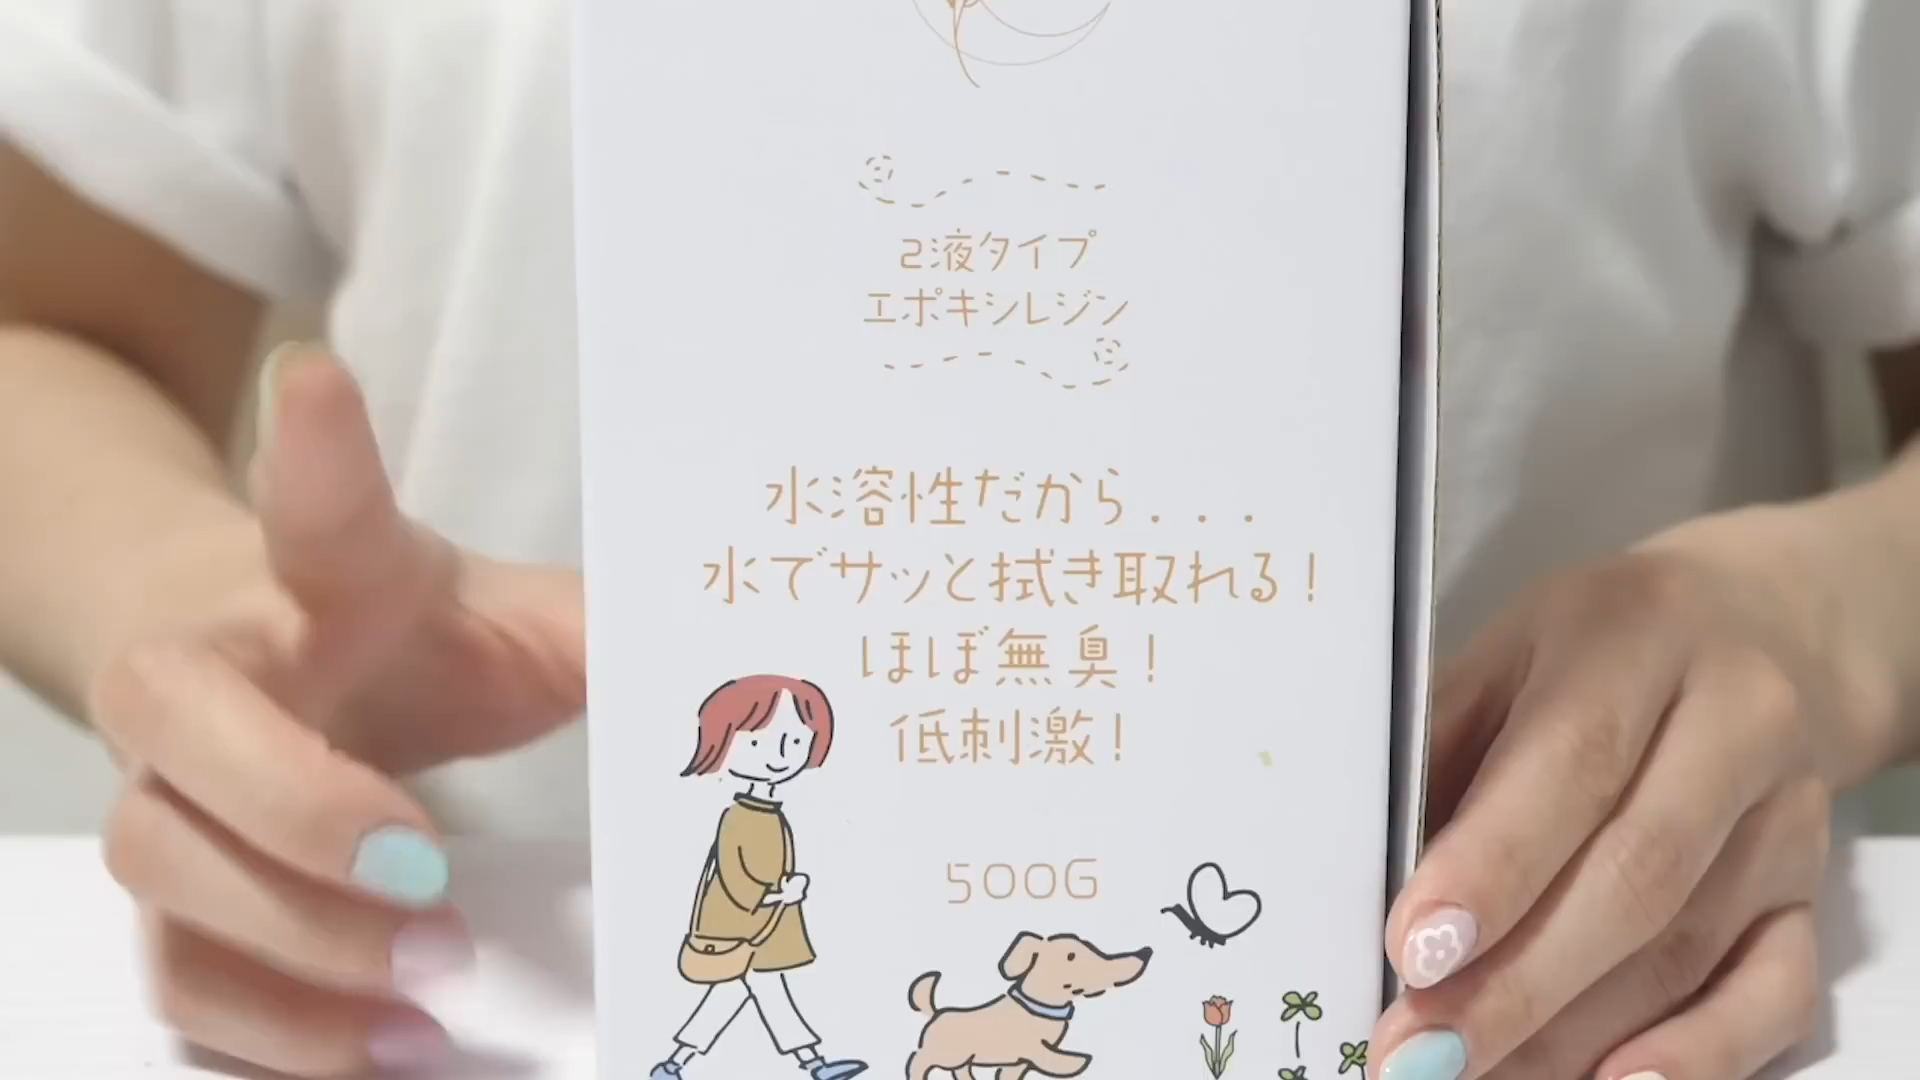 2液タイプ
エポキシレジン
水溶性だから...
水でサッと拭き取れる!
ほぼ無臭!
低刺激!
500G